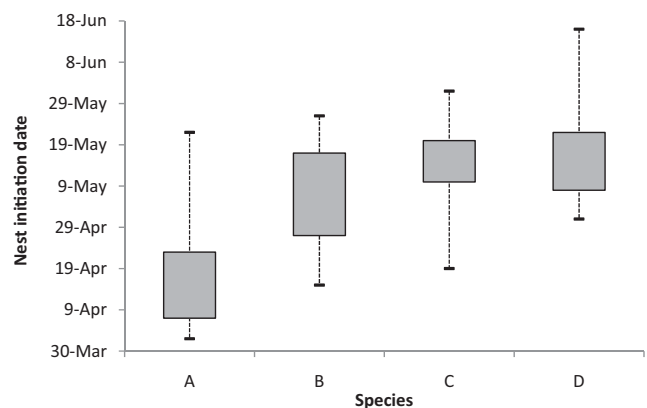 18-Jun
8-Jun
29-May
19-May
9-May
29-Apr
19-Apr
9-Apr
30-Mar
Nest initiation date
A B C D
Species